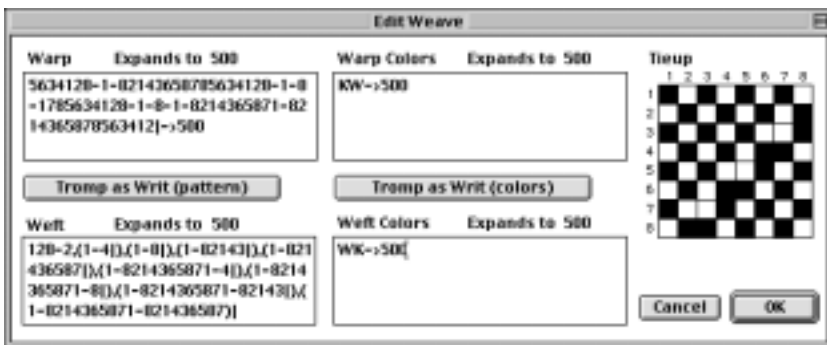 Edit Weave
Warp Expands to 500
5634128-1-82143658785634128-1-8
-1785634128-1-8-1-8214365871-82
14365878563412|->500
Warp Colors Expands to 500
KW->500
Tieup
1 2 3 4 5 6 7 8
1
2
3
4
5
6
7
8
Tromp as Writ (pattern)
Tromp as Writ (colors)
Weft Expands to 500
128-2,(1-4|),(1-8|),(1-82143|),(1-821
436587|),(1-8214365871-4|),(1-8214
365871-8|),(1-8214365871-82143|),(
1-8214365871-821436587)|
Weft Colors Expands to 500
WK->500
Cancel
OK